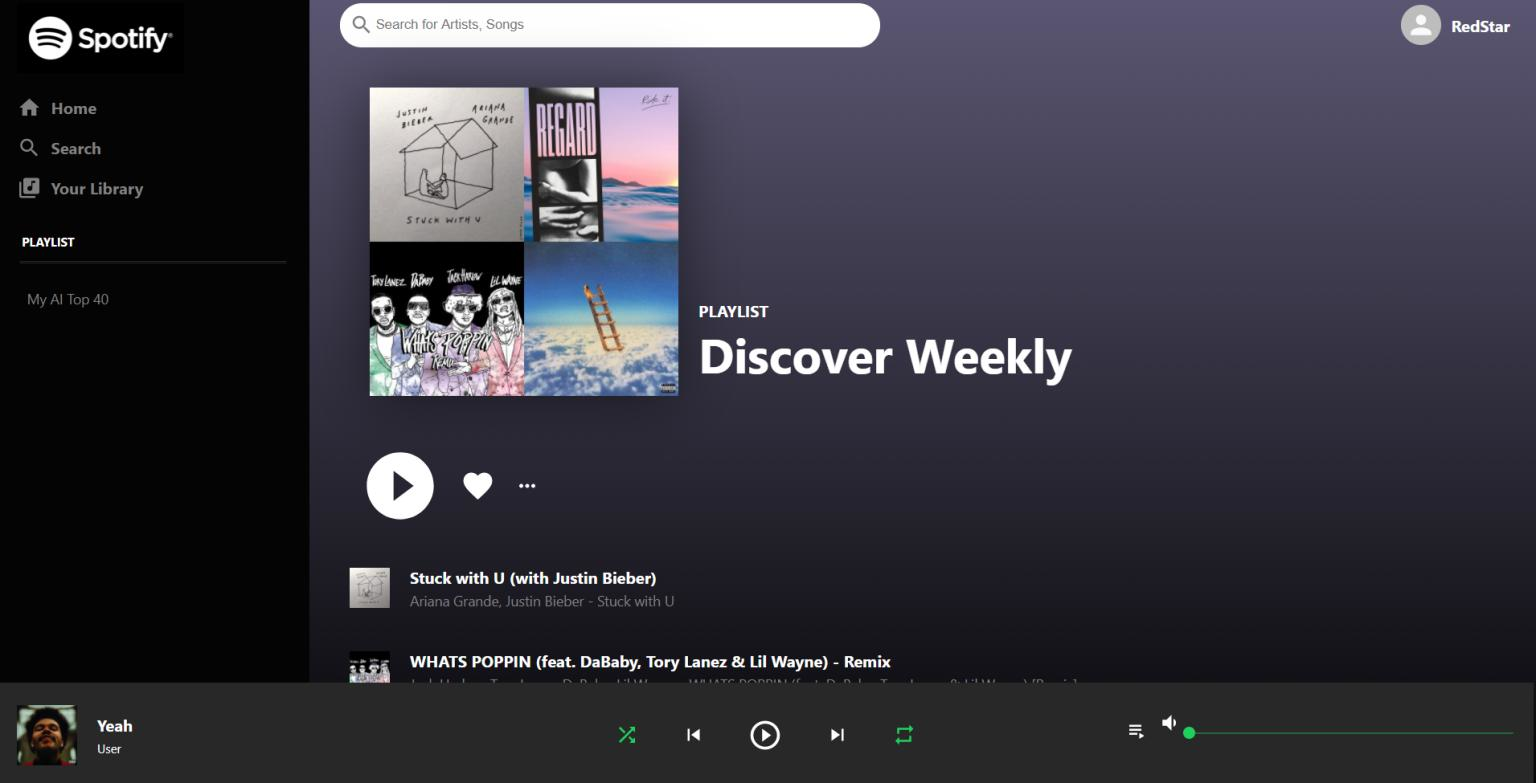 Spotify®
Search for Artists, Songs
RedStar
Home
Search
Your Library
PLAYLIST
My AI Top 40
JUSTIN BIEBER
ARIANA GRANDE
STUCK WITH U
REGARD
Ride it.
TORY LANEZ DABABY JACK HARLOW LIL WAYNE
WHATS POPPIN
REMIX
PLAYLIST
Discover Weekly
Stuck with U (with Justin Bieber)
Ariana Grande, Justin Bieber - Stuck with U
WHATS POPPIN (feat. DaBaby, Tory Lanez & Lil Wayne) - Remix
Yeah
User